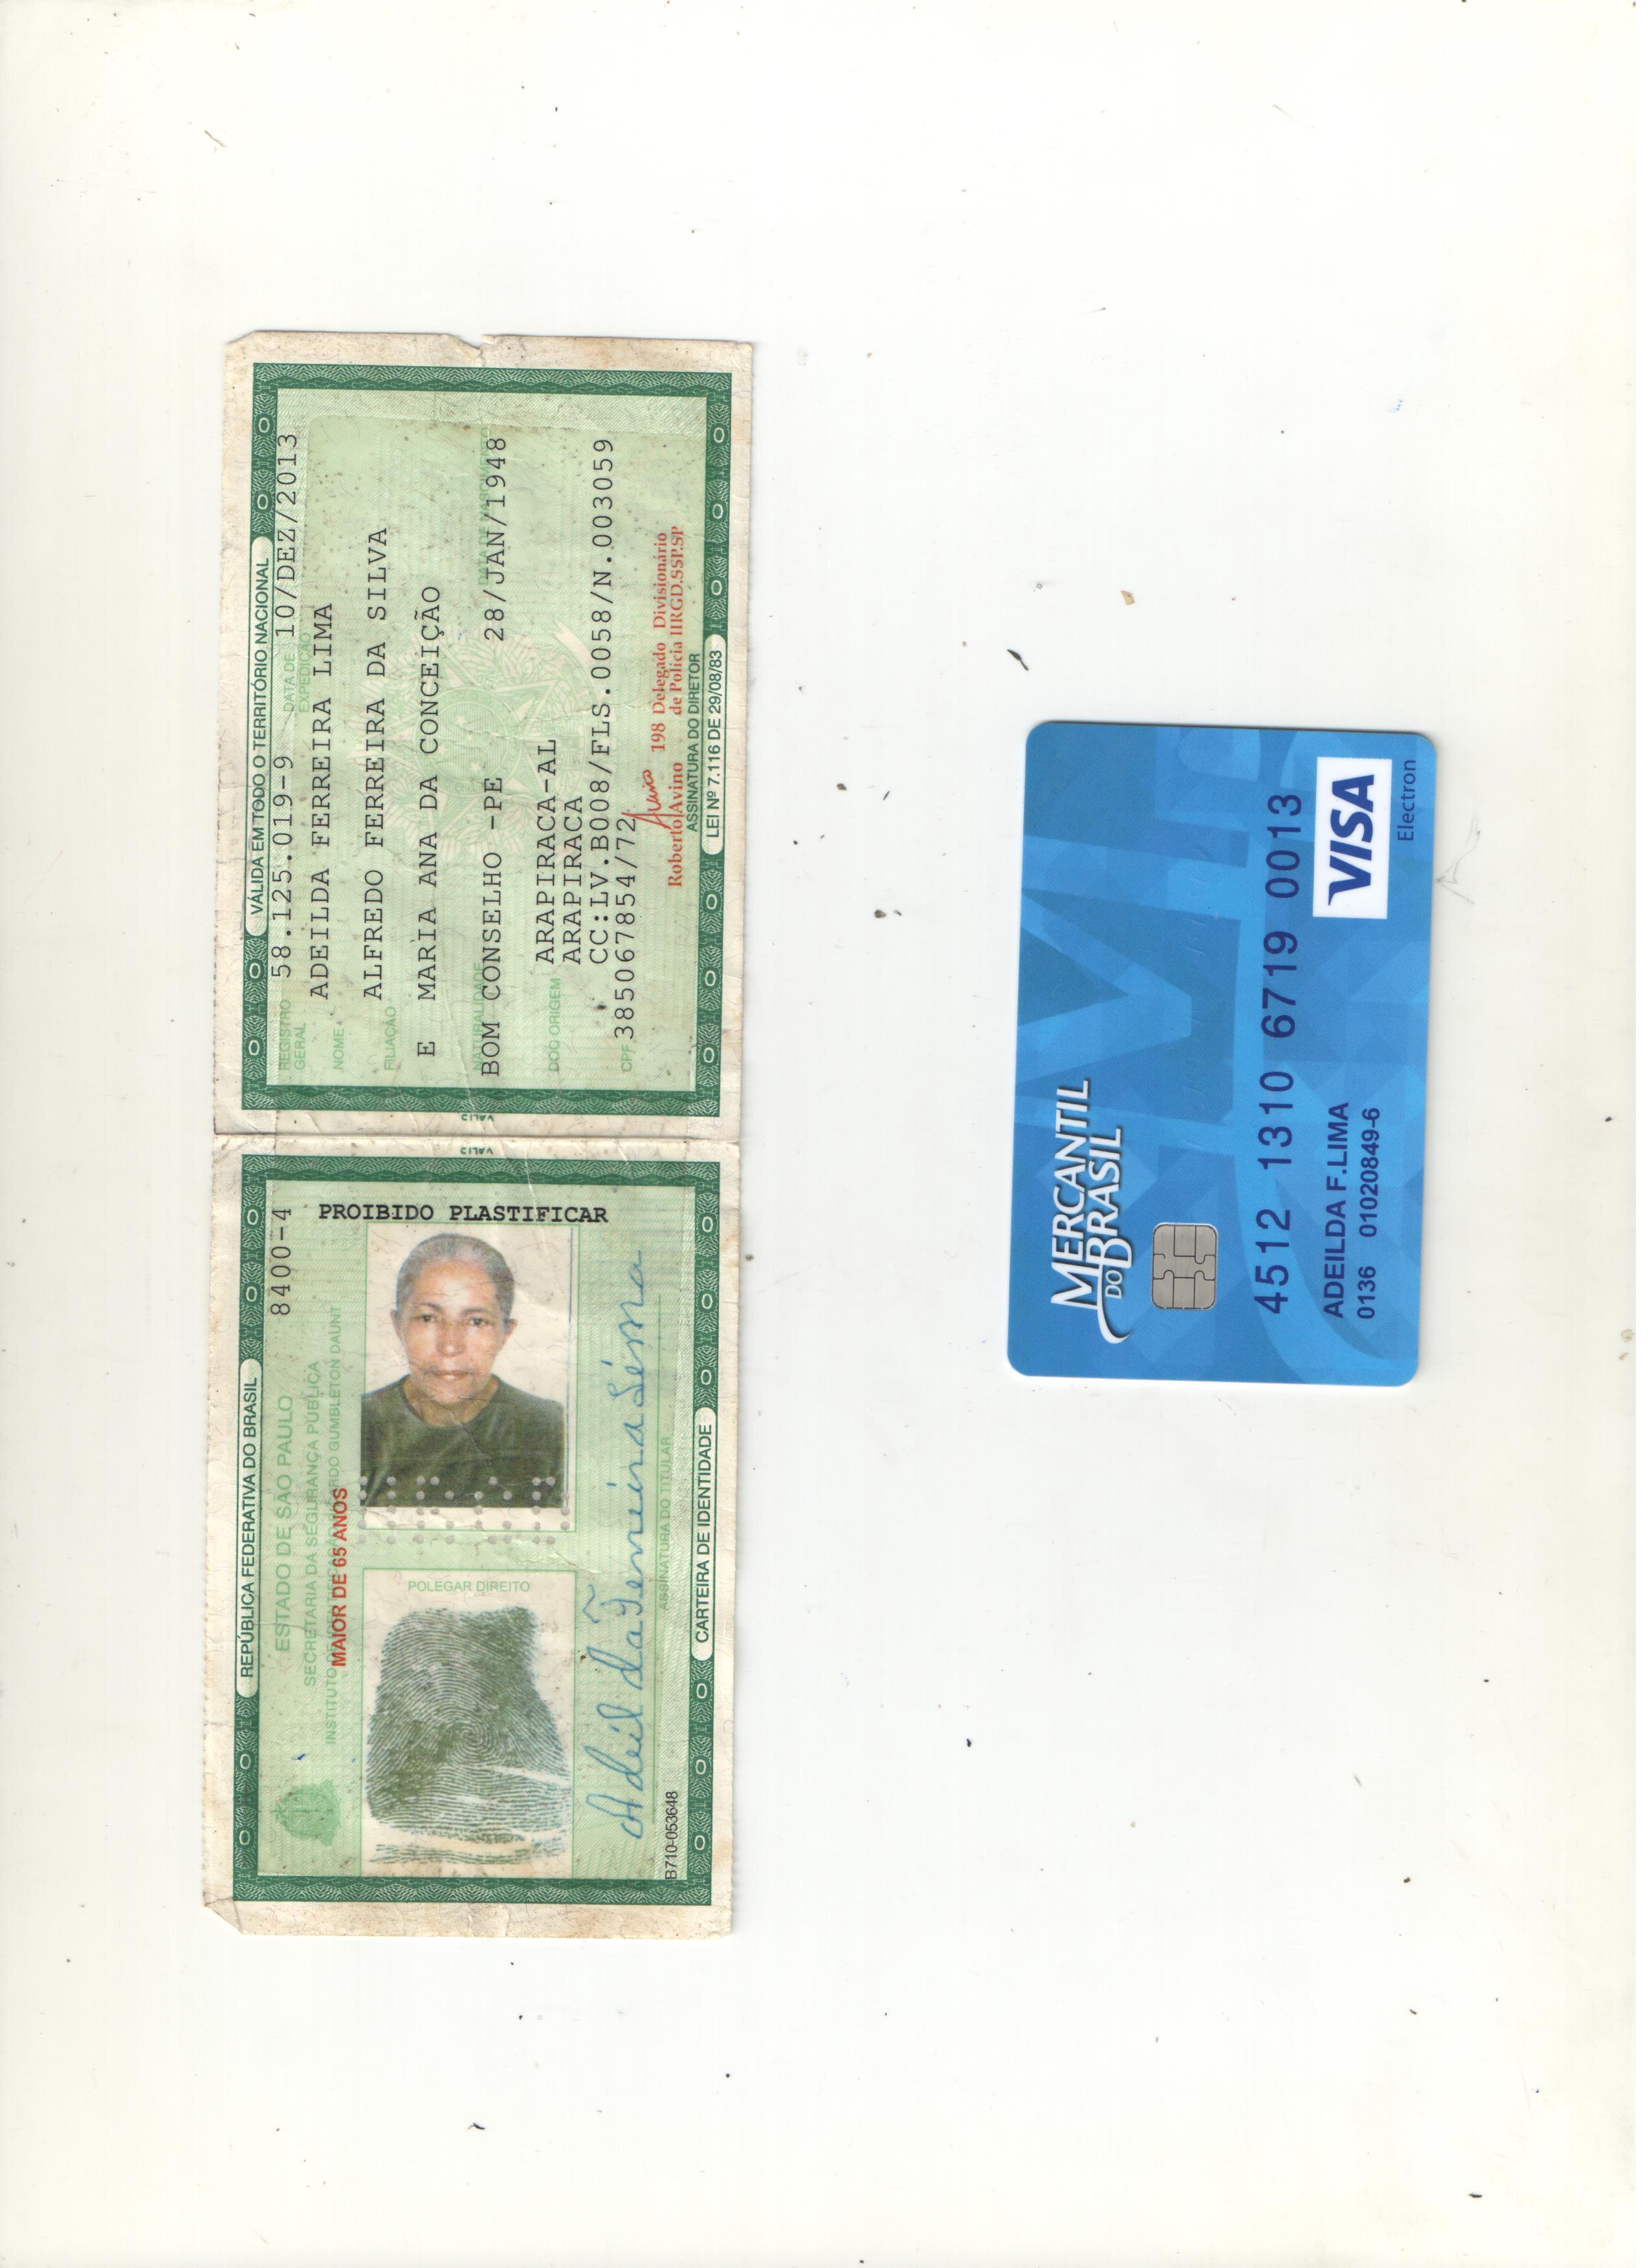 REPÚBLICA FEDERATIVA DO BRASIL
ESTADO DE SÃO PAULO 8400-4
SECRETARIA DA SEGURANÇA PÚBLICA
INSTITUTO DE IDENTIFICAÇÃO RICARDO GUMBLETON DAUNT
MAIOR DE 65 ANOS
POLEGAR DIREITO
PROIBIDO PLASTIFICAR
Adeilda Ferreira Lima
ASSINATURA DO TITULAR
B710-053648
CARTEIRA DE IDENTIDADE
VÁLIDA EM TODO O TERRITÓRIO NACIONAL
REGISTRO GERAL 58.125.019-9 DATA DE EXPEDIÇÃO 10/DEZ/2013
NOME ADEILDA FERREIRA LIMA
FILIAÇÃO ALFREDO FERREIRA DA SILVA
E MARIA ANA DA CONCEIÇÃO
NATURALIDADE DATA DE NASCIMENTO
BOM CONSELHO -PE 28/JAN/1948
DOC ORIGEM ARAPIRACA-AL
ARAPIRACA
CC:LV.B008/FLS.0058/N.003059
CPF 385067854/72
198 Delegado Divisionário
Roberto Avino de Polícia IIRGD.SSP.SP
ASSINATURA DO DIRETOR
LEI Nº 7.116 DE 29/08/83
MERCANTIL
DO BRASIL
4512 1310 6719 0013
ADEILDA F.LIMA
0136 01020849-6
VISA
Electron